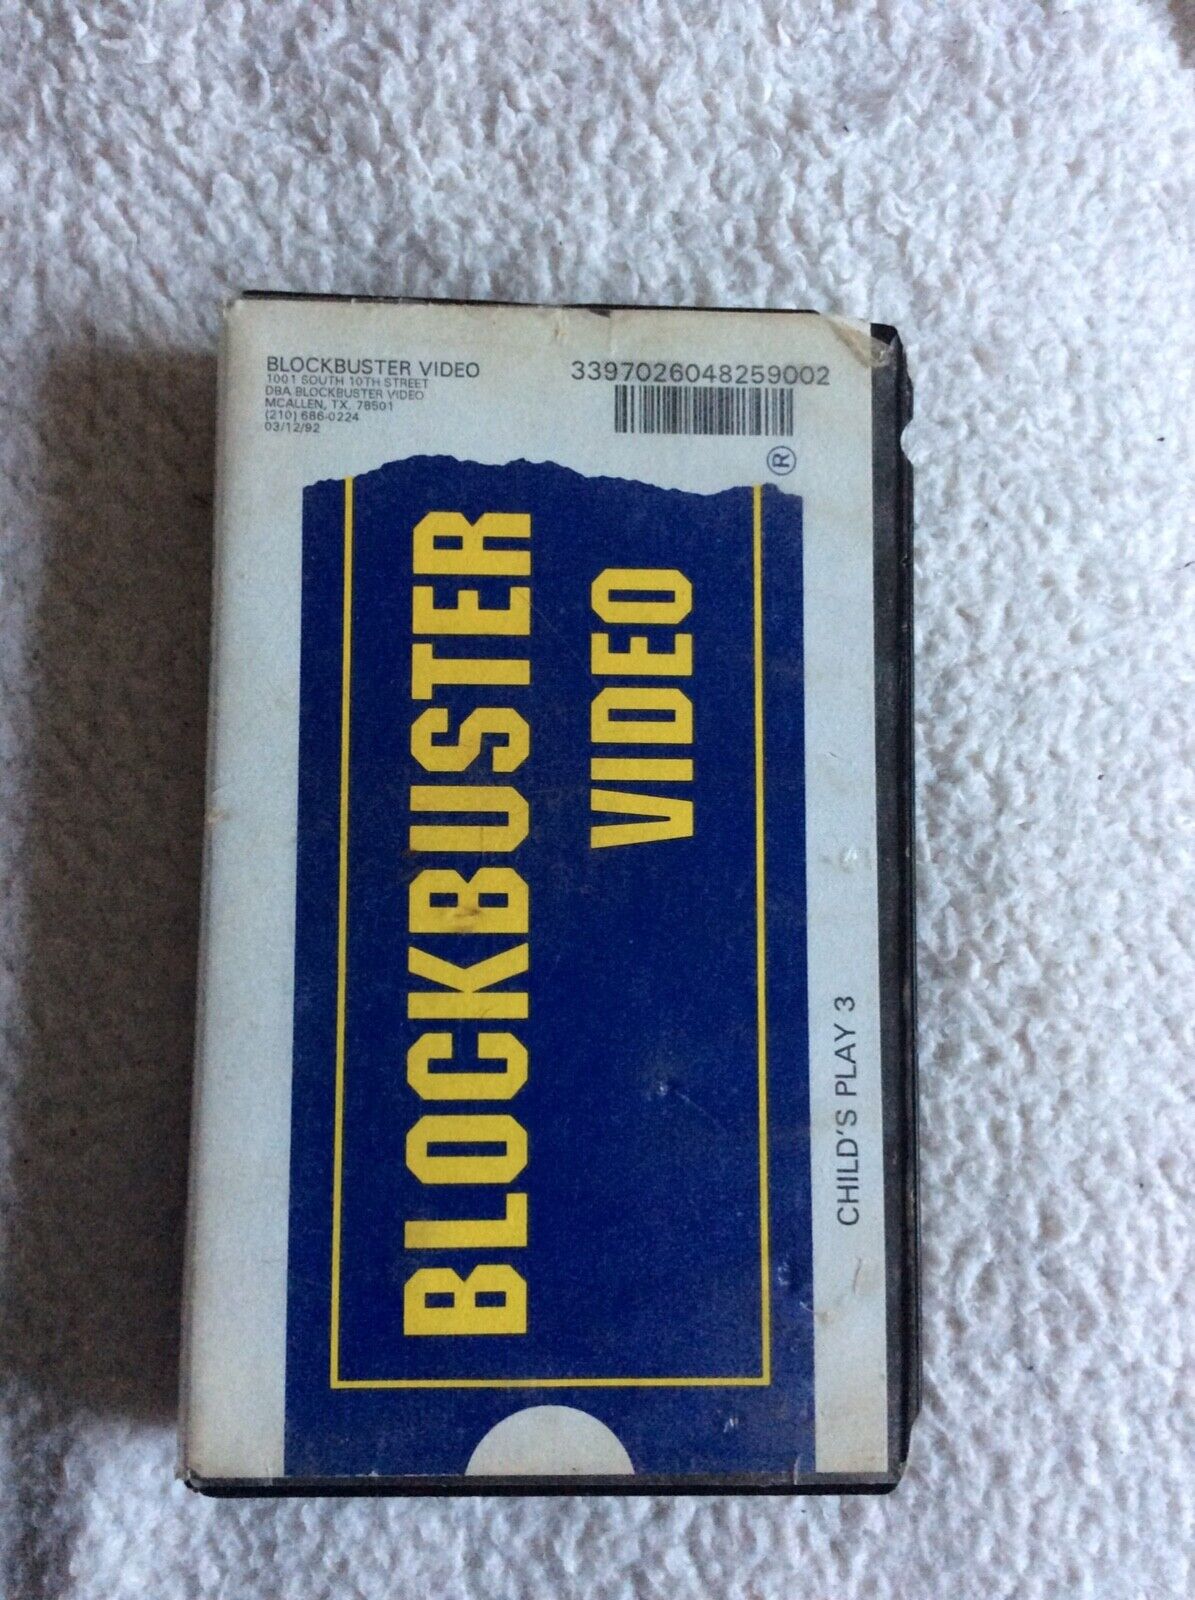 BLOCKBUSTER VIDEO
1001 SOUTH 10TH STREET
DBA BLOCKBUSTER VIDEO
MCALLEN, TX. 78501
(210) 686-0224
03/12/92
3397026048259002
BLOCKBUSTER
VIDEO
®
CHILD'S PLAY 3